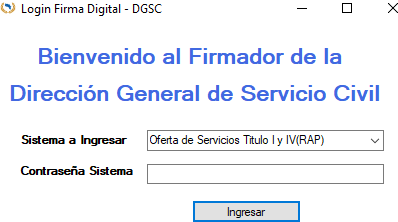 Login Firma Digital - DGSC
Bienvenido al Firmador de la
Dirección General de Servicio Civil
Sistema a Ingresar
Oferta de Servicios Titulo I y IV(RAP)
Contraseña Sistema
Ingresar